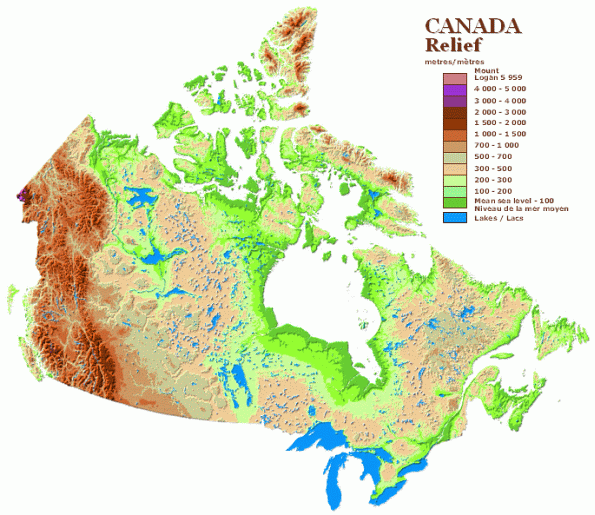 CANADA
Relief
metres/mètres
Mount
Logan 5 959
4 000 - 5 000
3 000 - 4 000
2 000 - 3 000
1 500 - 2 000
1 000 - 1 500
700 - 1 000
500 - 700
300 - 500
200 - 300
100 - 200
Mean sea level - 100
Niveau de la mer moyen
Lakes / Lacs